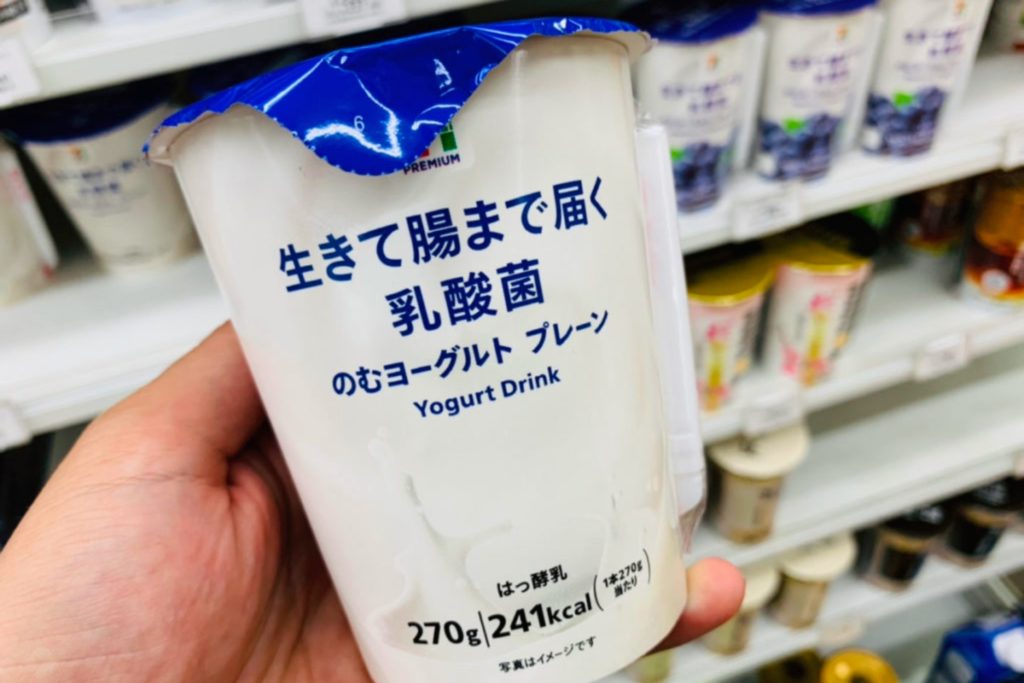 PREMIUM
生きて腸まで届く
乳酸菌
のむヨーグルト プレーン
Yogurt Drink
はっ酵乳
270g|241kcal(1本270g
当たり)
写真はイメージです